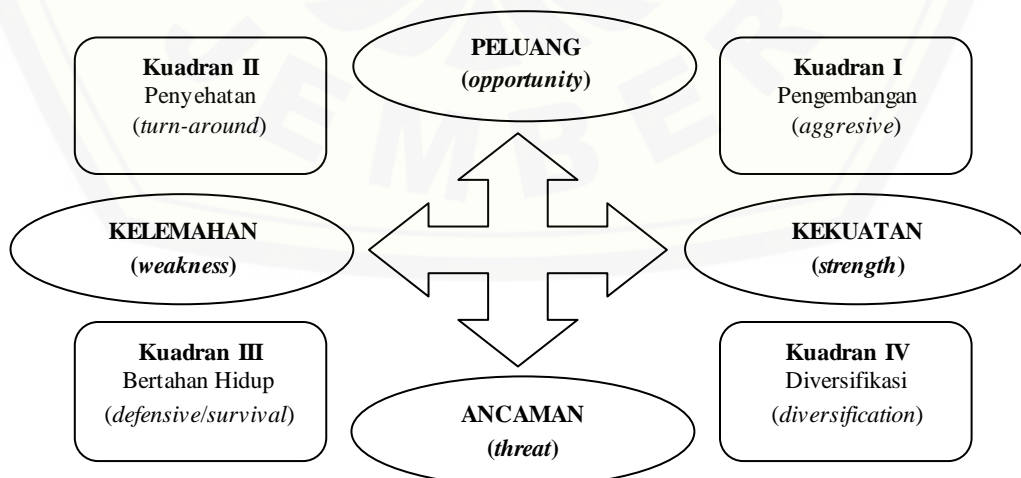 PELUANG
(opportunity)
Kuadran II
Penyehatan
(turn-around)
Kuadran I
Pengembangan
(aggresive)
KELEMAHAN
(weakness)
KEKUATAN
(strength)
Kuadran III
Bertahan Hidup
(defensive/survival)
Kuadran IV
Diversifikasi
(diversification)
ANCAMAN
(threat)
JEMBER